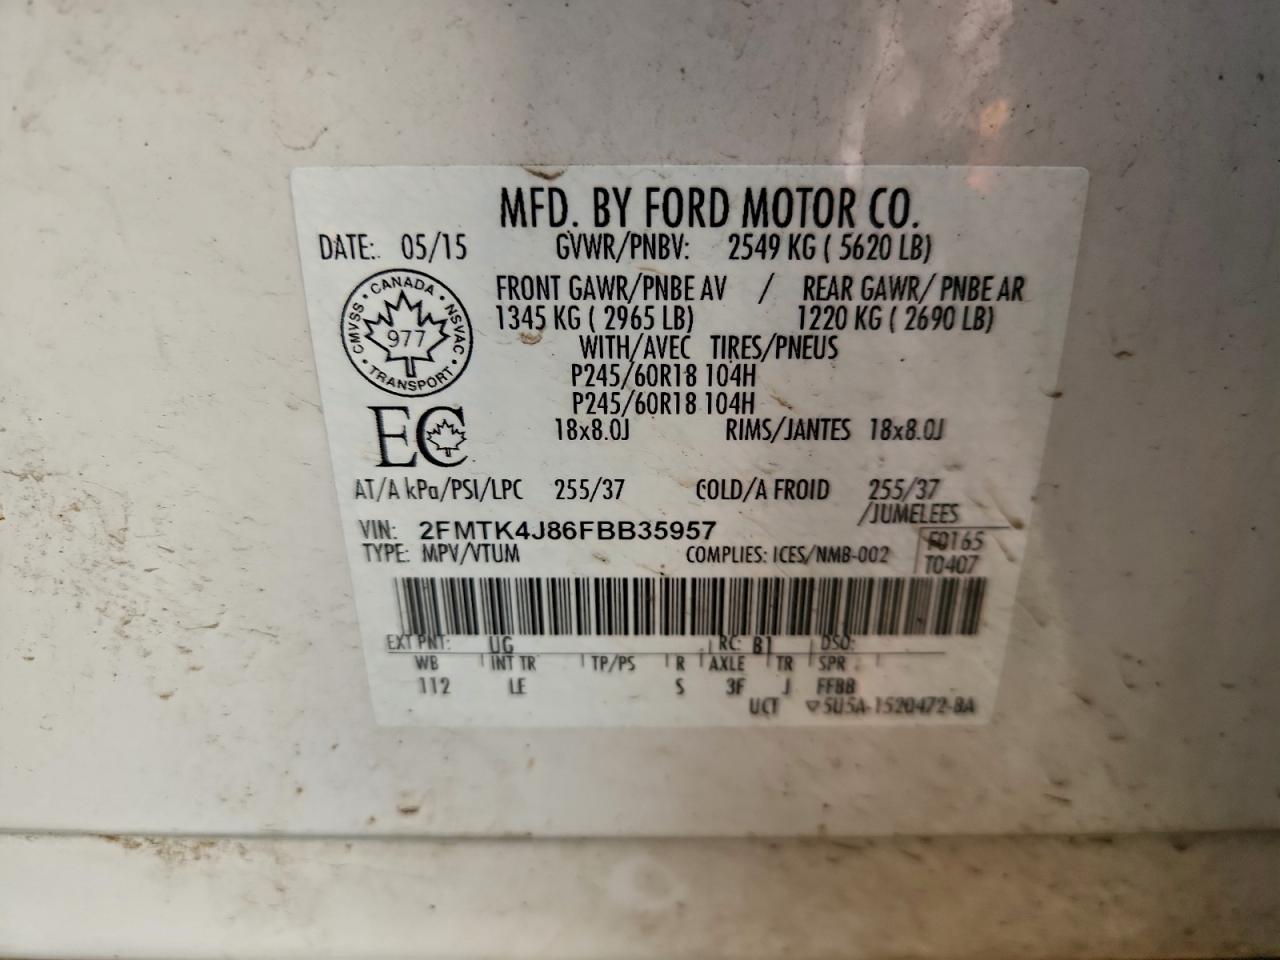 MFD. BY FORD MOTOR CO.
DATE: 05/15 GVWR/PNBV: 2549 KG ( 5620 LB)
FRONT GAWR/PNBE AV / REAR GAWR/ PNBE AR
1345 KG ( 2965 LB) 1220 KG ( 2690 LB)
WITH/AVEC TIRES/PNEUS
P245/60R18 104H
P245/60R18 104H
18x8.0J RIMS/JANTES 18x8.0J
CANADA
CMVSS · NSVAC
977
TRANSPORT
EC
AT/A kPa/PSI/LPC 255/37 COLD/A FROID 255/37
/JUMELEES
VIN: 2FMTK4J86FBB35957
F0165
TYPE: MPV/VTUM COMPLIES: ICES/NMB-002
T0407
EXT PNT: UG RC: B1 DSO:
WB INT TR TP/PS R AXLE TR SPR
112 LE S 3F J FFBB
UCT ▽5U5A-1520472-BA